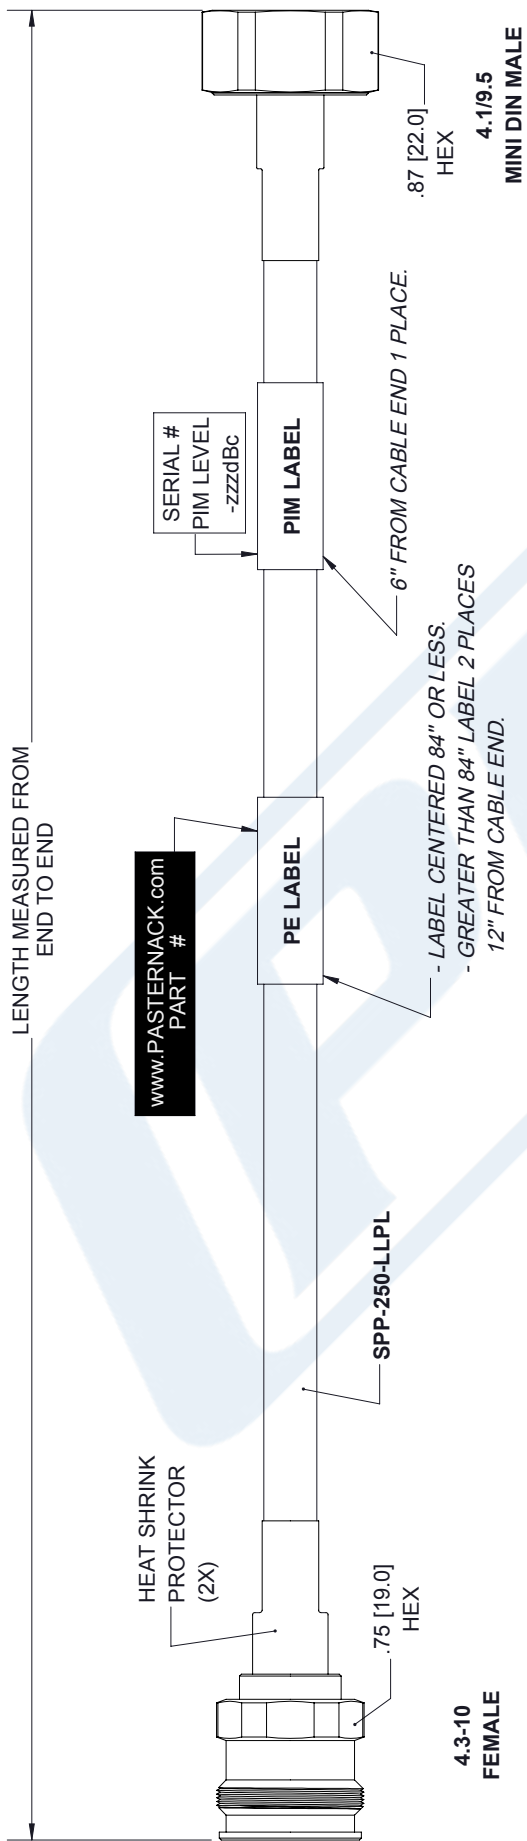 LENGTH MEASURED FROM
END TO END
HEAT SHRINK
PROTECTOR
(2X)
www.PASTERNACK.com
PART #
SERIAL #
PIM LEVEL
-zzzdBc
PE LABEL
PIM LABEL
.75 [19.0]
HEX
SPP-250-LLPL
- LABEL CENTERED 84" OR LESS.
- GREATER THAN 84" LABEL 2 PLACES
12" FROM CABLE END.
6" FROM CABLE END 1 PLACE.
.87 [22.0]
HEX
4.3-10
FEMALE
4.1/9.5
MINI DIN MALE